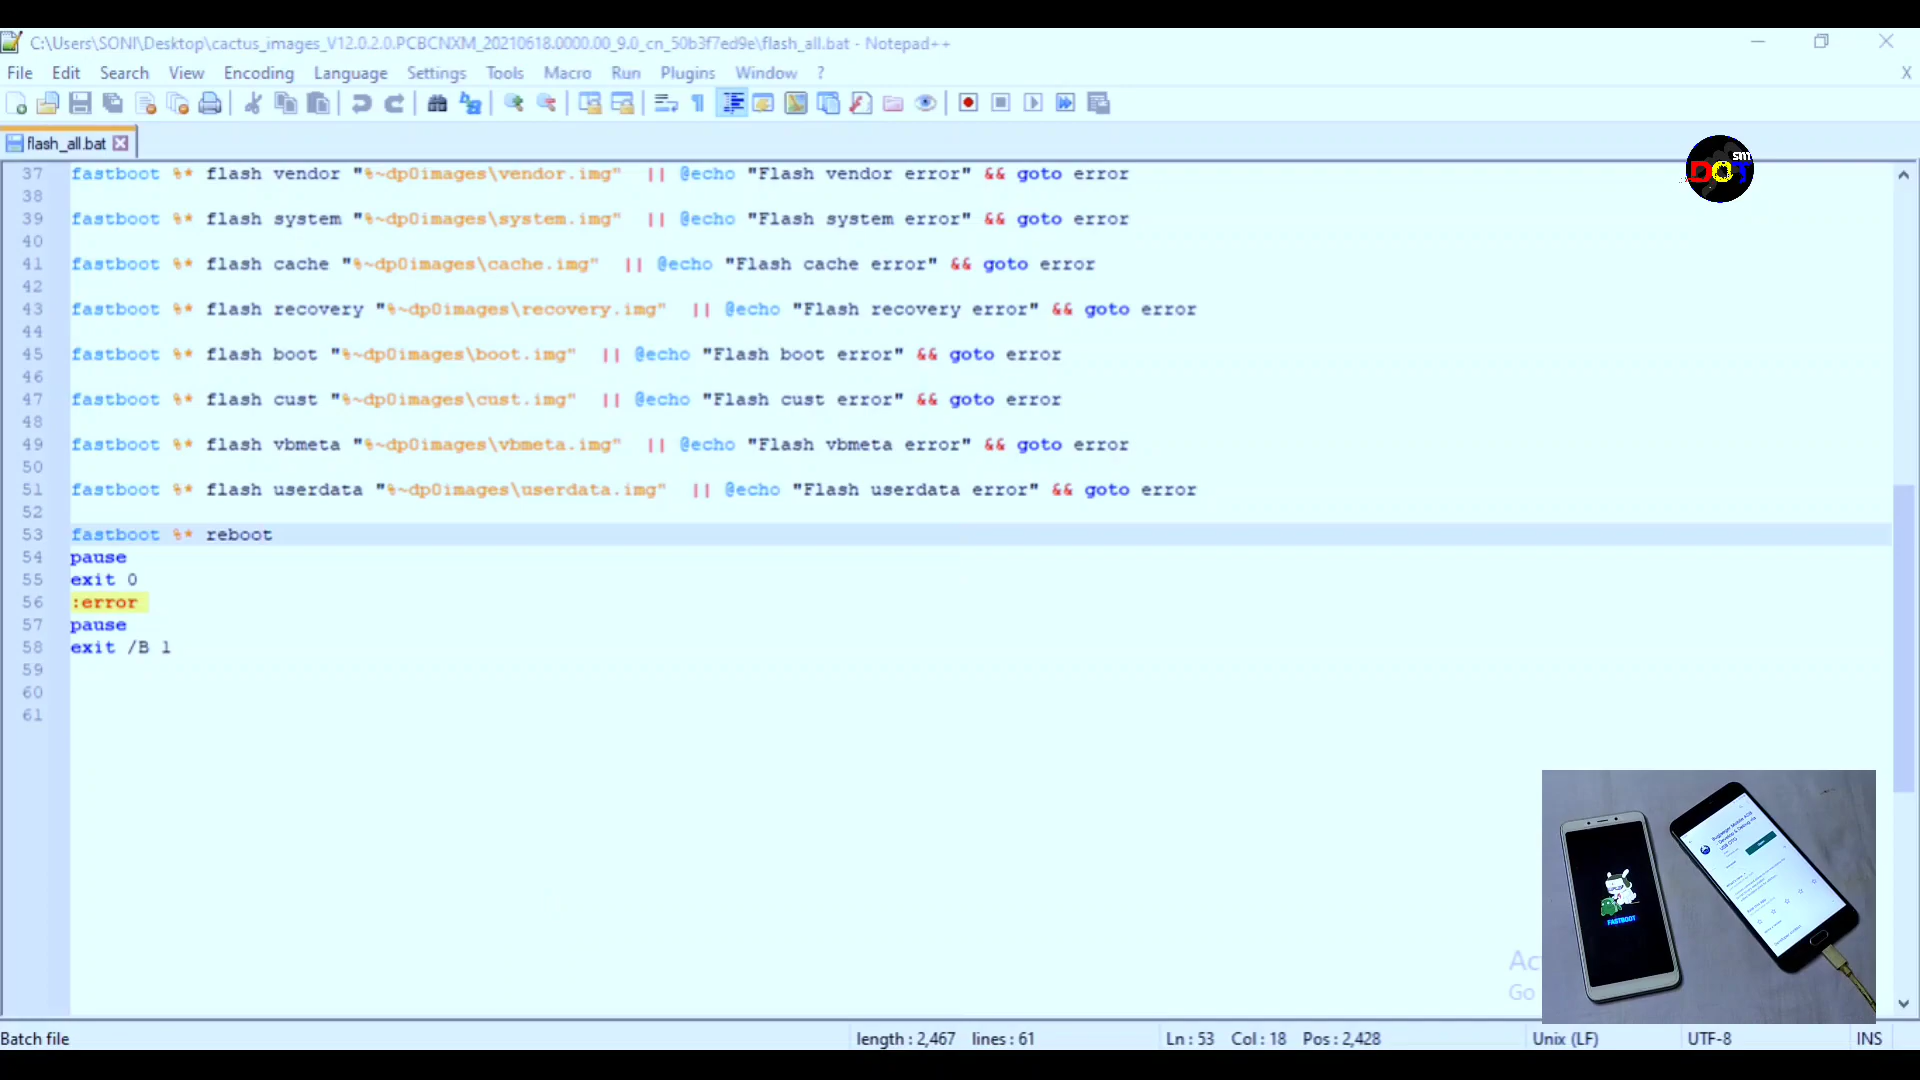 C:\Users\SONI\Desktop\cactus_images_V12.0.2.0.PCBCNXM_20210618.0000.00_9.0_cn_50b3f7ed9e\flash_all.bat - Notepad++
File Edit Search View Encoding Language Settings Tools Macro Run Plugins Window ? X
flash_all.bat
37 fastboot %* flash vendor "%~dp0images\vendor.img" || @echo "Flash vendor error" && goto error
38
39 fastboot %* flash system "%~dp0images\system.img" || @echo "Flash system error" && goto error
40
41 fastboot %* flash cache "%~dp0images\cache.img" || @echo "Flash cache error" && goto error
42
43 fastboot %* flash recovery "%~dp0images\recovery.img" || @echo "Flash recovery error" && goto error
44
45 fastboot %* flash boot "%~dp0images\boot.img" || @echo "Flash boot error" && goto error
46
47 fastboot %* flash cust "%~dp0images\cust.img" || @echo "Flash cust error" && goto error
48
49 fastboot %* flash vbmeta "%~dp0images\vbmeta.img" || @echo "Flash vbmeta error" && goto error
50
51 fastboot %* flash userdata "%~dp0images\userdata.img" || @echo "Flash userdata error" && goto error
52
53 fastboot %* reboot
54 pause
55 exit 0
56 :error
57 pause
58 exit /B 1
59
60
61
sm
DOT
FASTBOOT
Go
Batch file length : 2,467 lines : 61 Ln : 53 Col : 18 Pos : 2,428 Unix (LF) UTF-8 INS